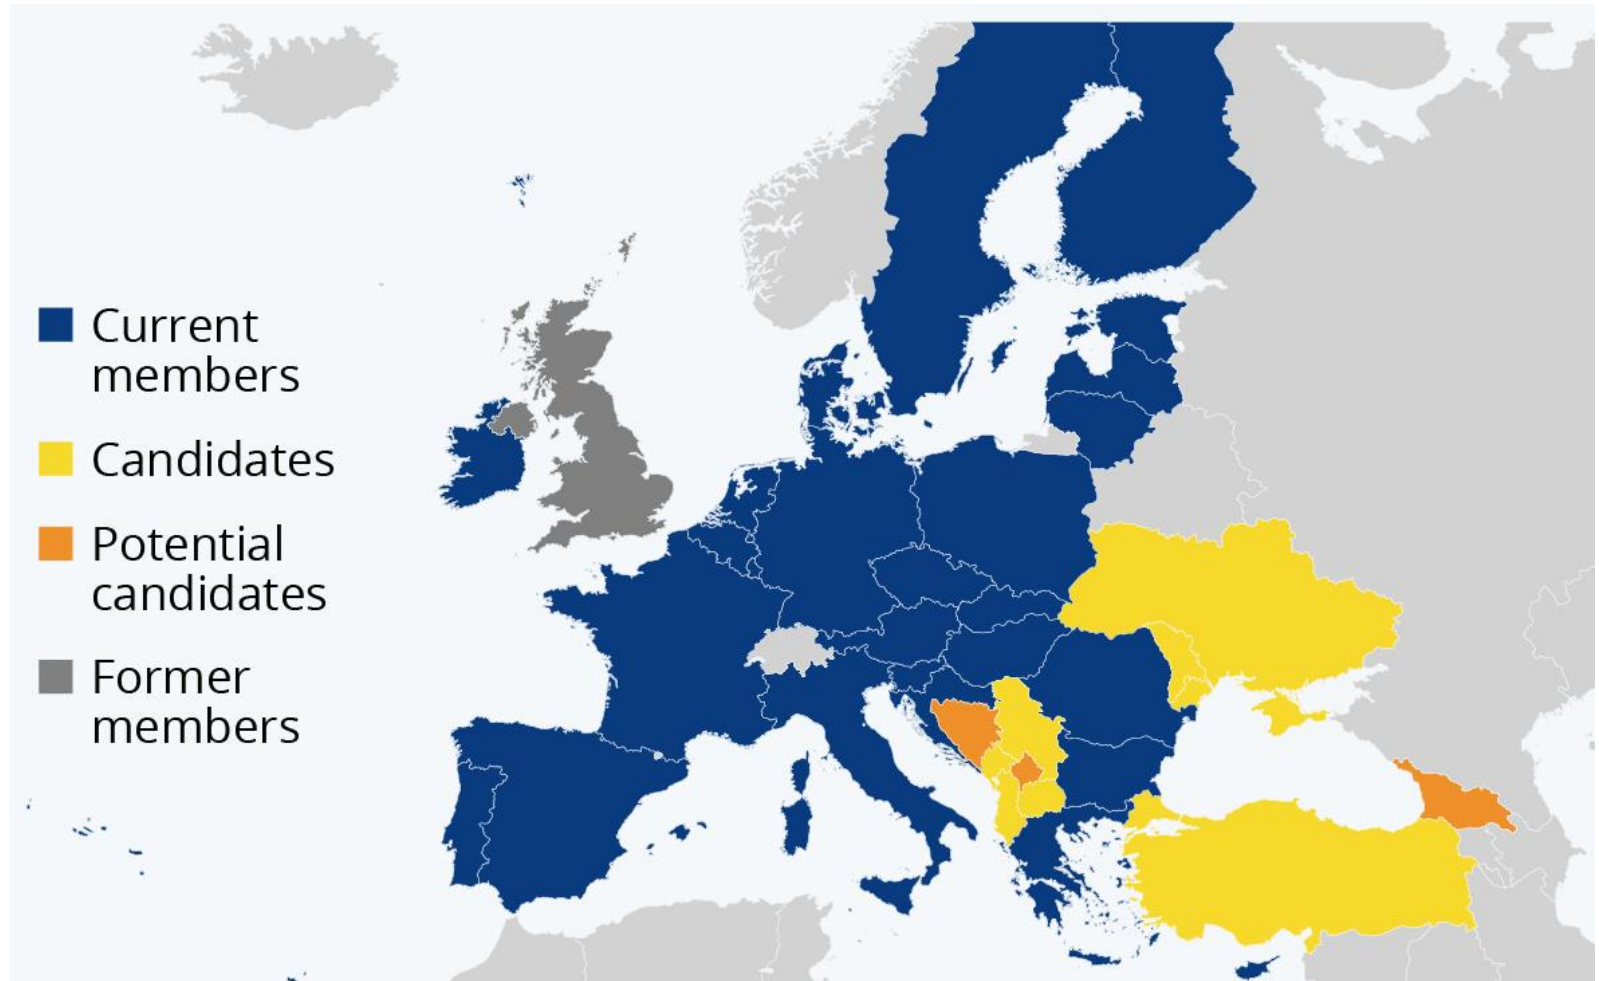 Current
members
Candidates
Potential
candidates
Former
members